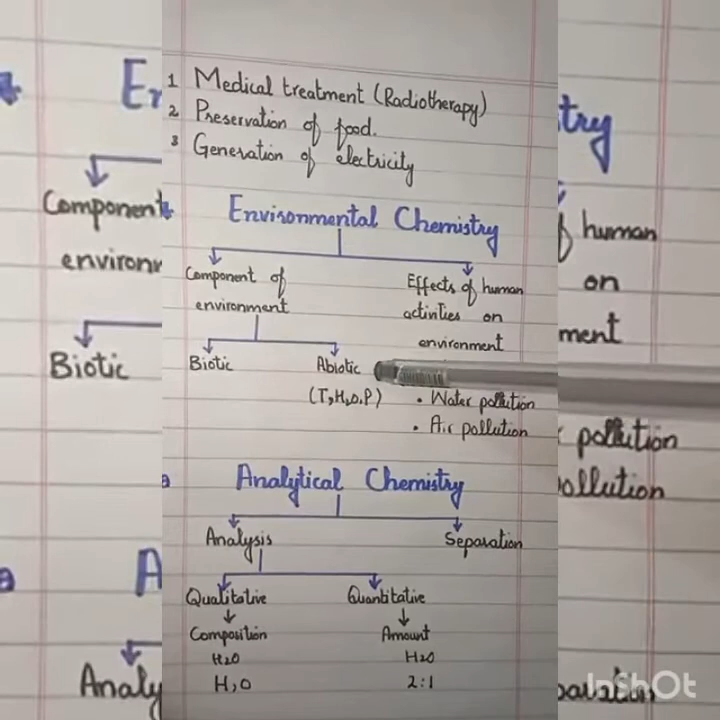 1 Medical treatment (Radiotherapy)
2 Preservation of food.
3 Generation of electricity
Environmental Chemistry
Component of environment
Effects of human activities on environment
Biotic
Abiotic
(T, H2O, P)
• Water pollution
• Air pollution
Analytical Chemistry
Analysis
Separation
Qualitative
Quantitative
Composition
Amount
H2O
H2O
H, O
2:1
InShOt